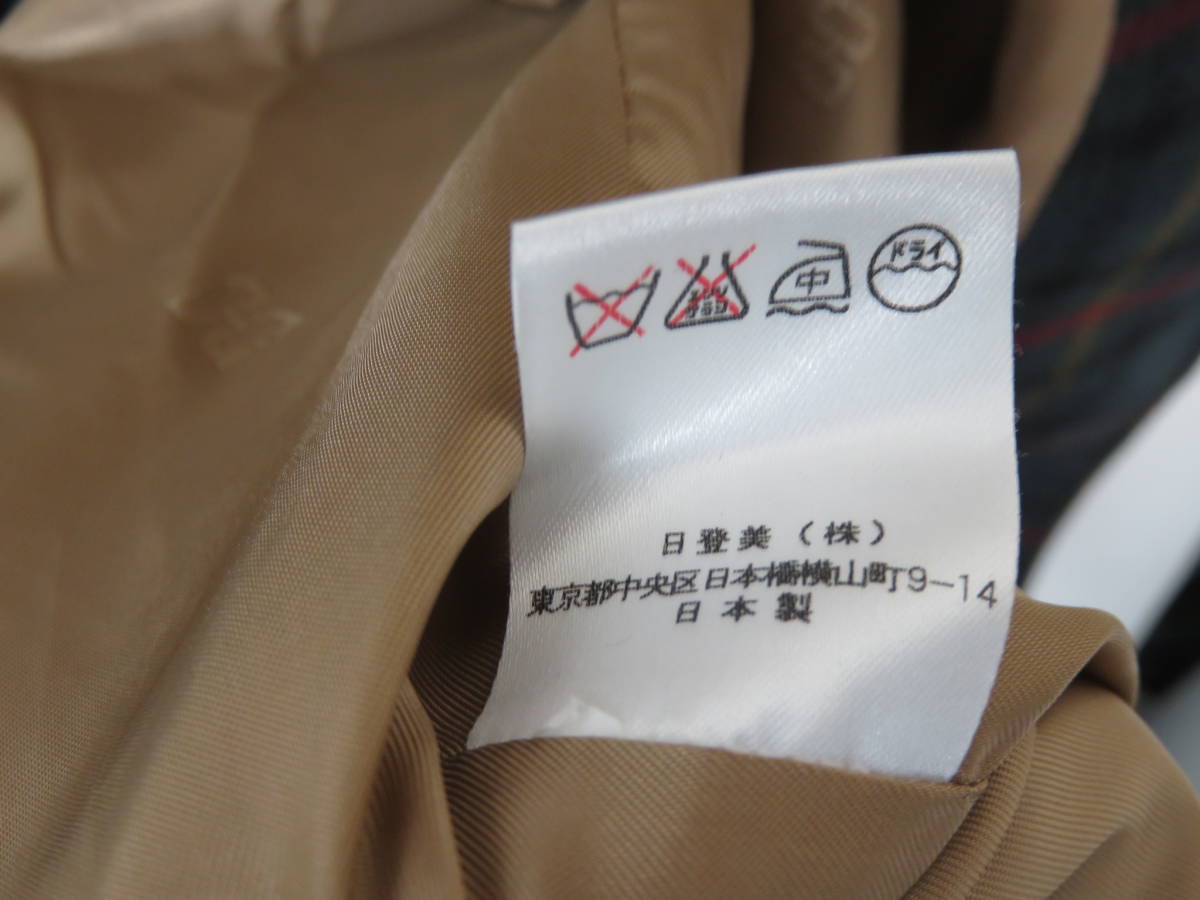 エンソ サラシ 中 ドライ
日登美(株)
東京都中央区日本橋横山町9-14
日本製